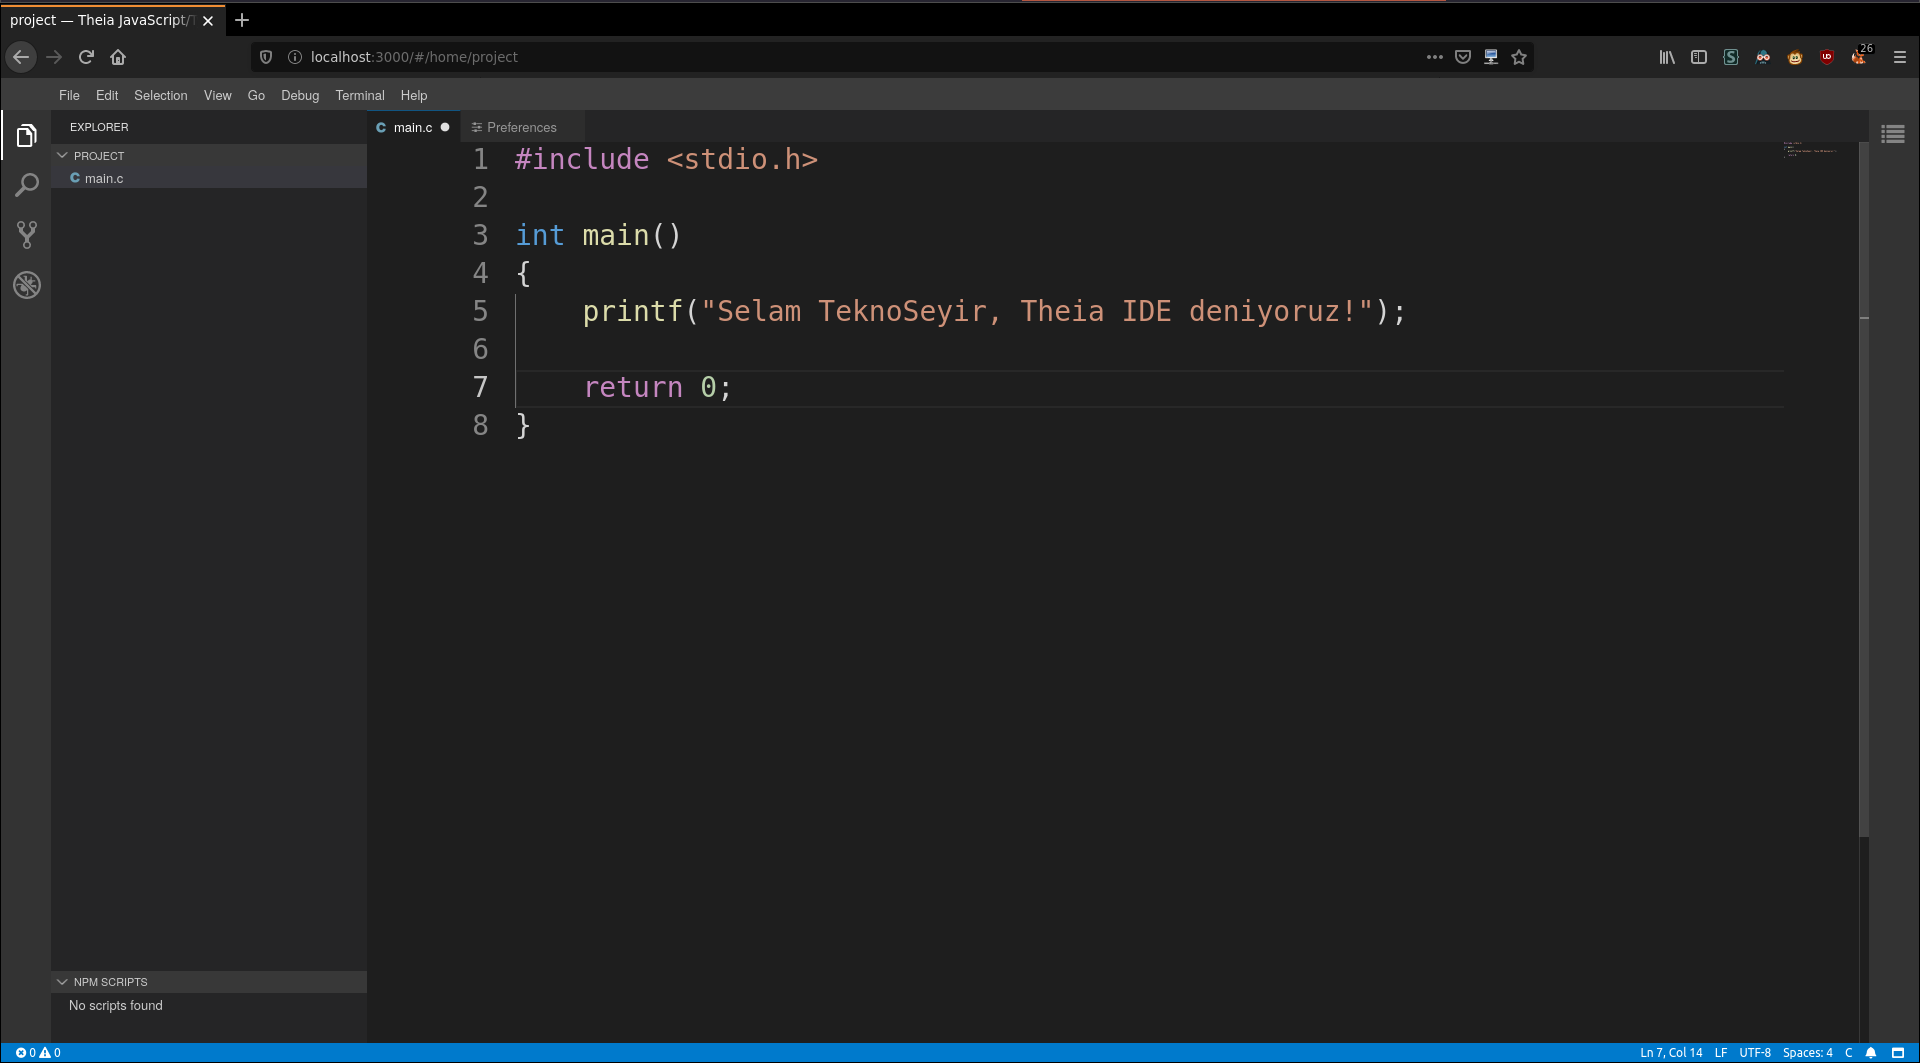 project — Theia JavaScript/
26
localhost:3000/#/home/project
File Edit Selection View Go Debug Terminal Help
EXPLORER
PROJECT
C main.c
C main.c
Preferences
1 #include <stdio.h>
2
3 int main()
4 {
5 printf("Selam TeknoSeyir, Theia IDE deniyoruz!");
6
7 return 0;
8 }
NPM SCRIPTS
No scripts found
0 0
Ln 7, Col 14 LF UTF-8 Spaces: 4 C